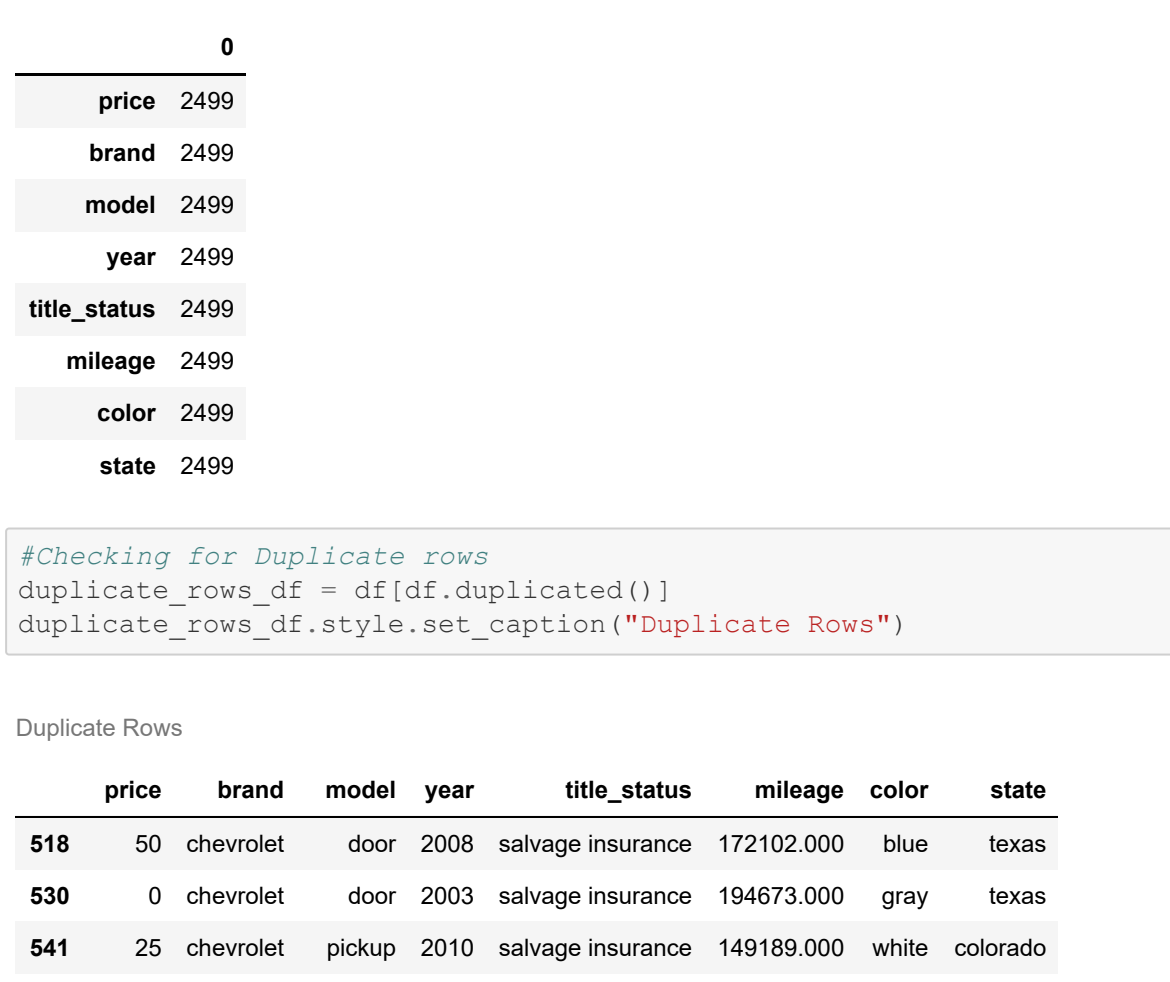 0
price 2499
brand 2499
model 2499
year 2499
title_status 2499
mileage 2499
color 2499
state 2499
#Checking for Duplicate rows
duplicate_rows_df = df[df.duplicated()]
duplicate_rows_df.style.set_caption("Duplicate Rows")
Duplicate Rows
price brand model year title_status mileage color state
518 50 chevrolet door 2008 salvage insurance 172102.000 blue texas
530 0 chevrolet door 2003 salvage insurance 194673.000 gray texas
541 25 chevrolet pickup 2010 salvage insurance 149189.000 white colorado